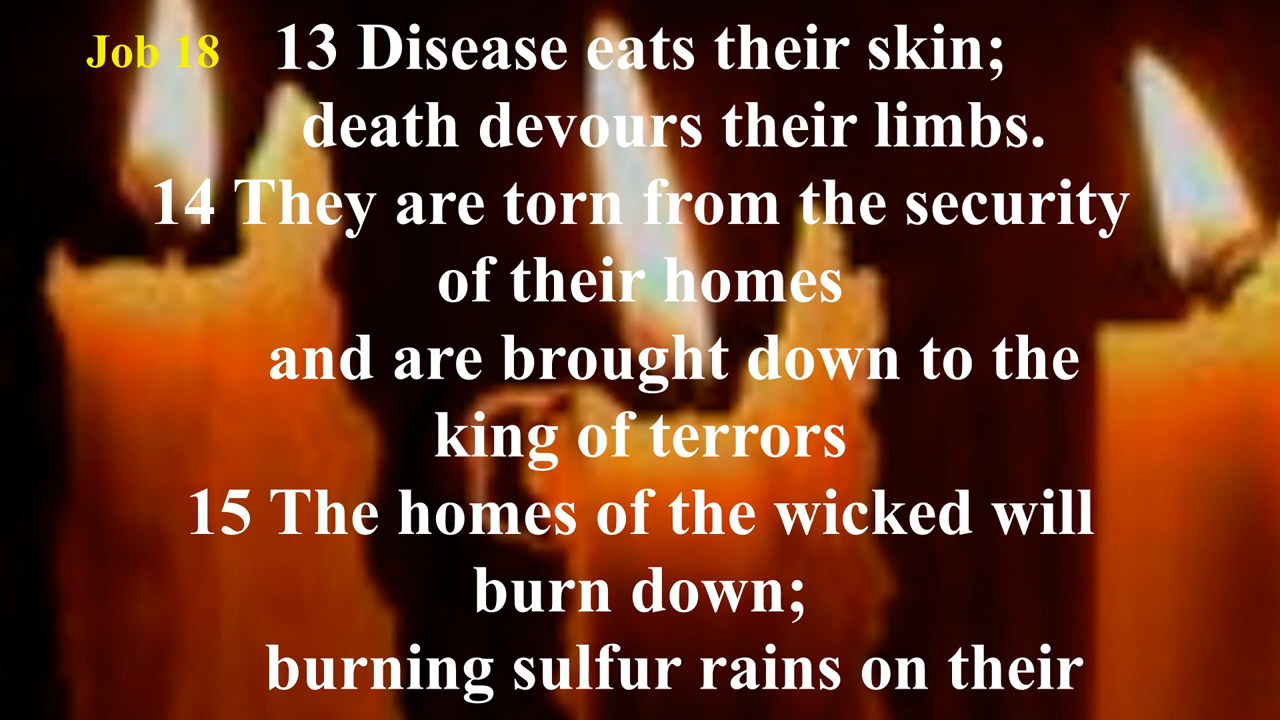 Job 18 13 Disease eats their skin;
death devours their limbs.
14 They are torn from the security
of their homes
and are brought down to the
king of terrors
15 The homes of the wicked will
burn down;
burning sulfur rains on their